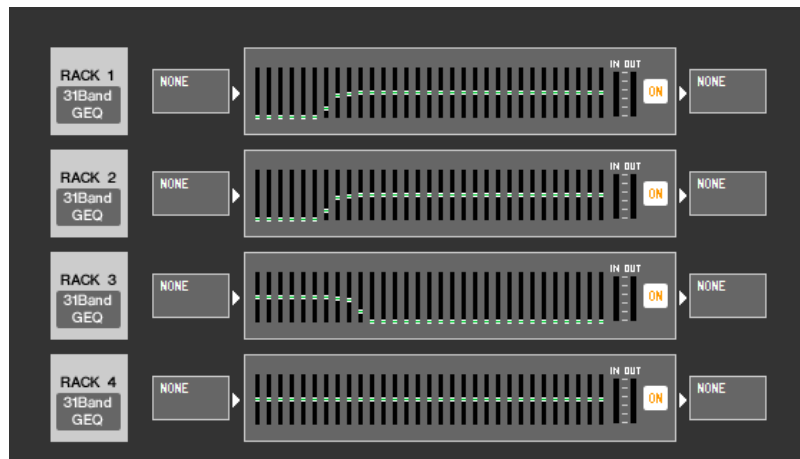 RACK 1
31Band
GEQ
NONE
IN OUT
ON
NONE
RACK 2
31Band
GEQ
NONE
IN OUT
ON
NONE
RACK 3
31Band
GEQ
NONE
IN OUT
ON
NONE
RACK 4
31Band
GEQ
NONE
IN OUT
ON
NONE